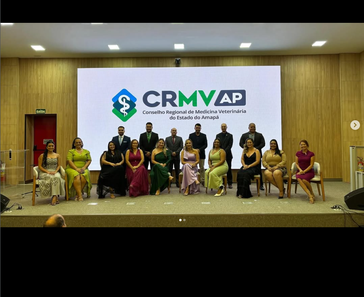 CRMV/AP
Conselho Regional de Medicina Veterinária
do Estado do Amapá